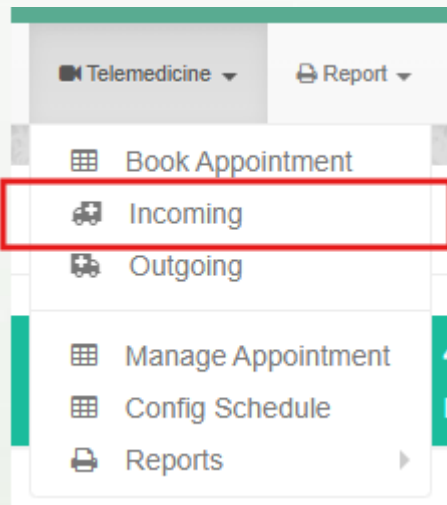 Telemedicine Report
Book Appointment
Incoming
Outgoing
Manage Appointment
Config Schedule
Reports